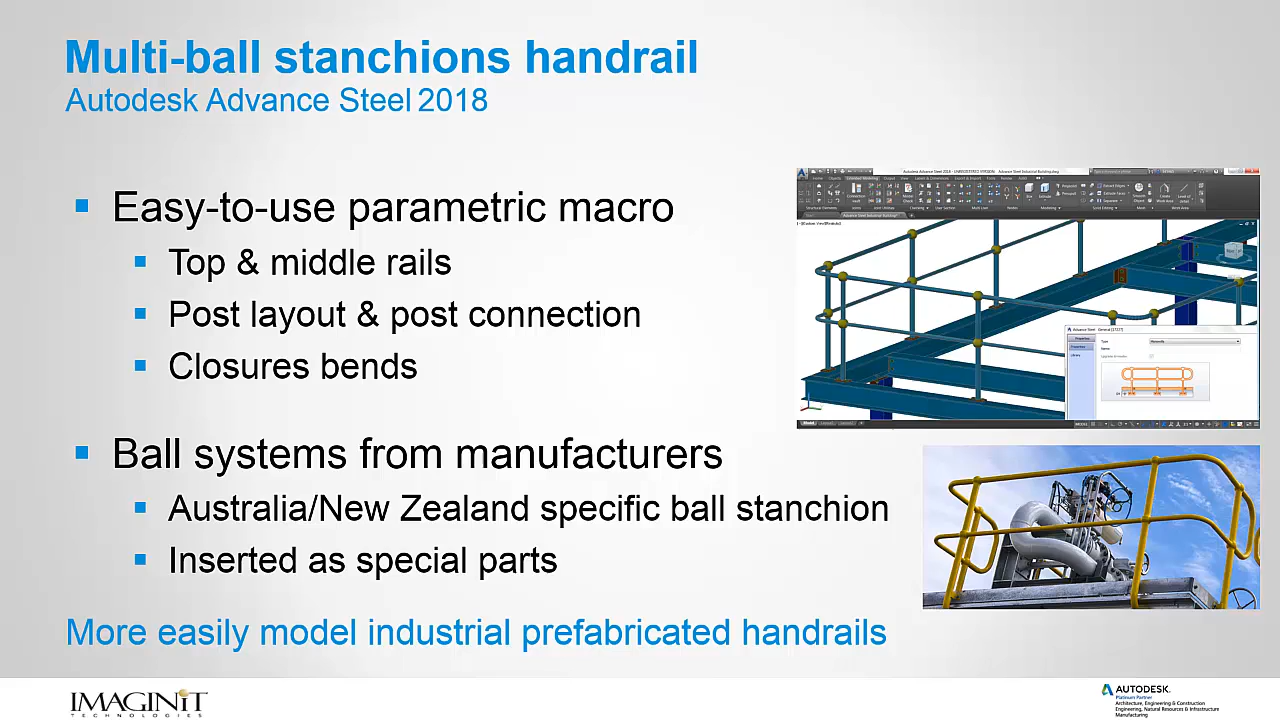 Multi-ball stanchions handrail
Autodesk Advance Steel 2018
Easy-to-use parametric macro
Top & middle rails
Post layout & post connection
Closures bends
Ball systems from manufacturers
Australia/New Zealand specific ball stanchion
Inserted as special parts
More easily model industrial prefabricated handrails
IMAGINiT
TECHNOLOGIES
AUTODESK.
Platinum Partner
Architecture, Engineering & Construction
Engineering, Natural Resources & Infrastructure
Manufacturing